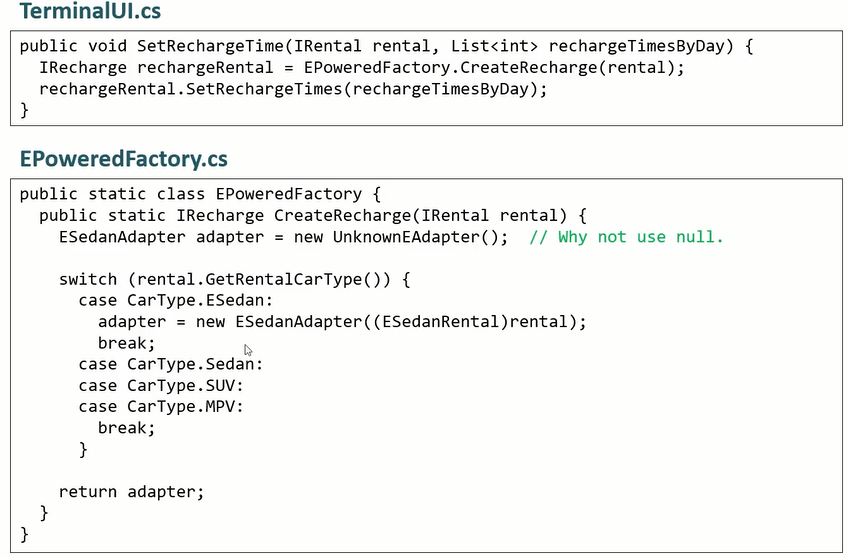 TerminalUI.cs
public void SetRechargeTime(IRental rental, List<int> rechargeTimesByDay) {
  IRecharge rechargeRental = EPoweredFactory.CreateRecharge(rental);
  rechargeRental.SetRechargeTimes(rechargeTimesByDay);
}
EPoweredFactory.cs
public static class EPoweredFactory {
  public static IRecharge CreateRecharge(IRental rental) {
    ESedanAdapter adapter = new UnknownEAdapter();  // Why not use null.
    switch (rental.GetRentalCarType()) {
      case CarType.ESedan:
        adapter = new ESedanAdapter((ESedanRental)rental);
        break;
      case CarType.Sedan:
      case CarType.SUV:
      case CarType.MPV:
        break;
      }
    return adapter;
  }
}